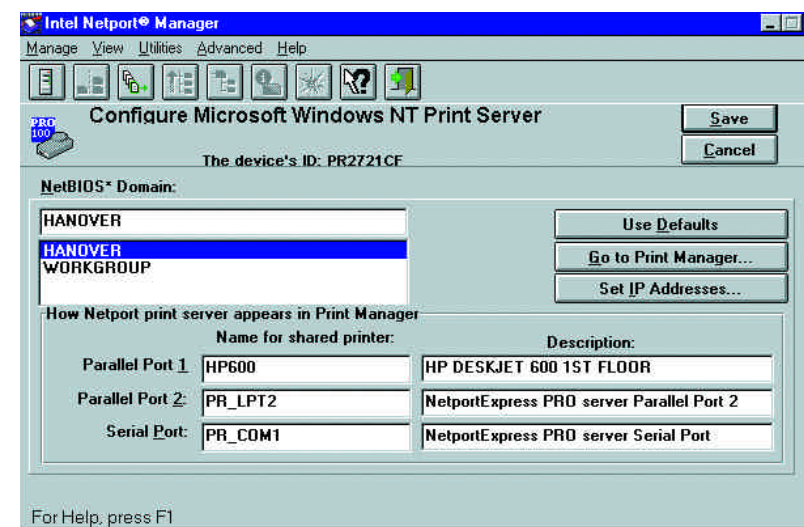 Intel Netport® Manager
Manage View Utilities Advanced Help
Configure Microsoft Windows NT Print Server
PRO
100
The device's ID: PR2721CF
Save
Cancel
NetBIOS* Domain:
HANOVER
HANOVER
WORKGROUP
Use Defaults
Go to Print Manager...
Set IP Addresses...
How Netport print server appears in Print Manager
Name for shared printer: Description:
Parallel Port 1 HP600 HP DESKJET 600 1ST FLOOR
Parallel Port 2: PR_LPT2 NetportExpress PRO server Parallel Port 2
Serial Port: PR_COM1 NetportExpress PRO server Serial Port
For Help, press F1